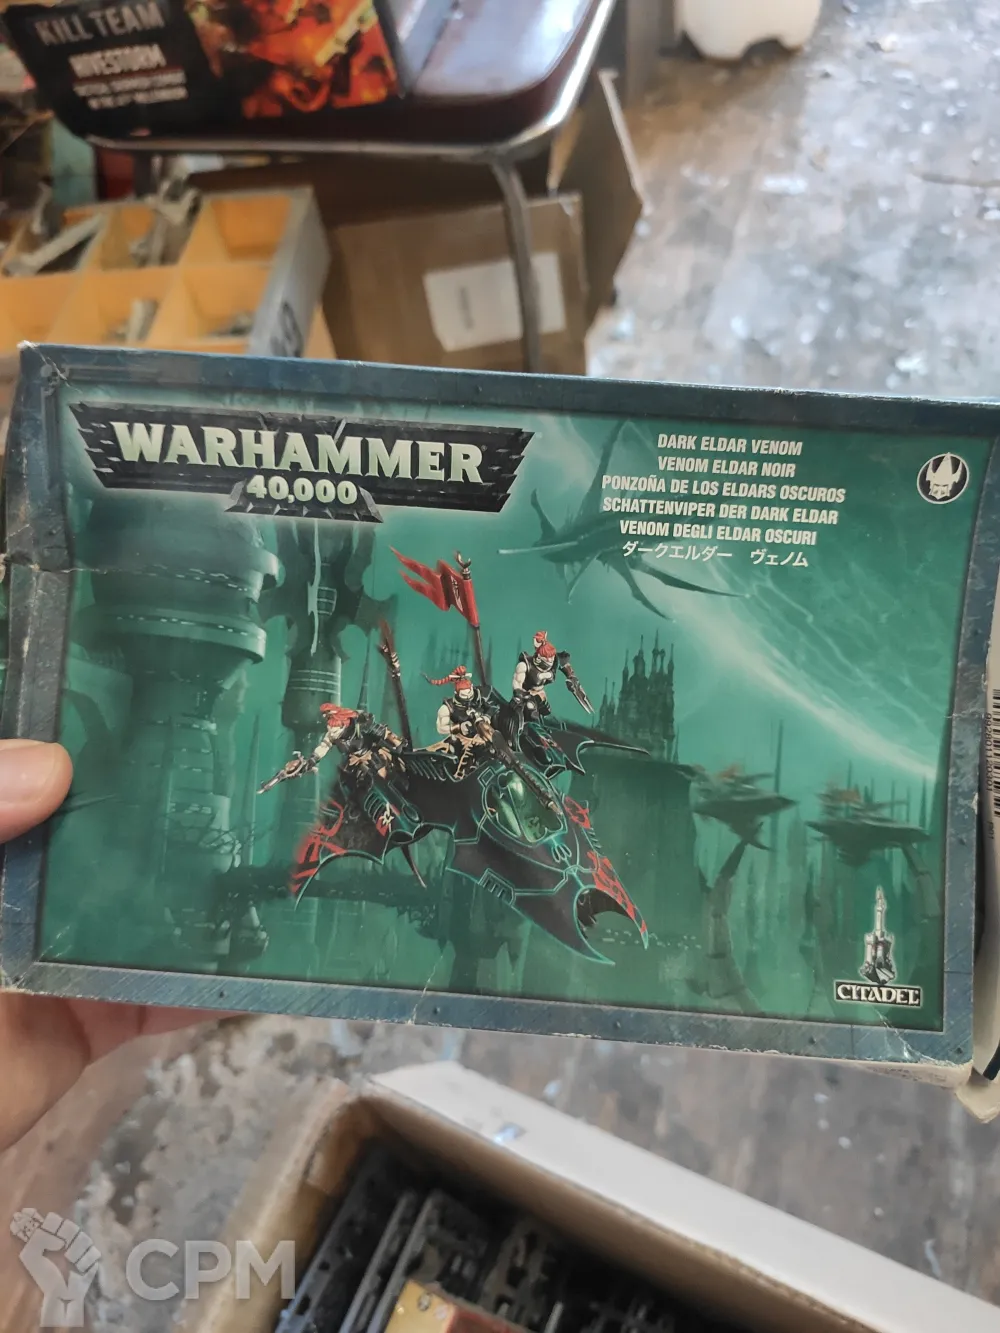 KILL TEAM
WARHAMMER
40,000
DARK ELDAR VENOM
VENOM ELDAR NOIR
PONZOÑA DE LOS ELDARS OSCUROS
SCHATTENVIPER DER DARK ELDAR
VENOM DEGLI ELDAR OSCURI
ダークエルダー ヴェノム
CITADEL
CPM